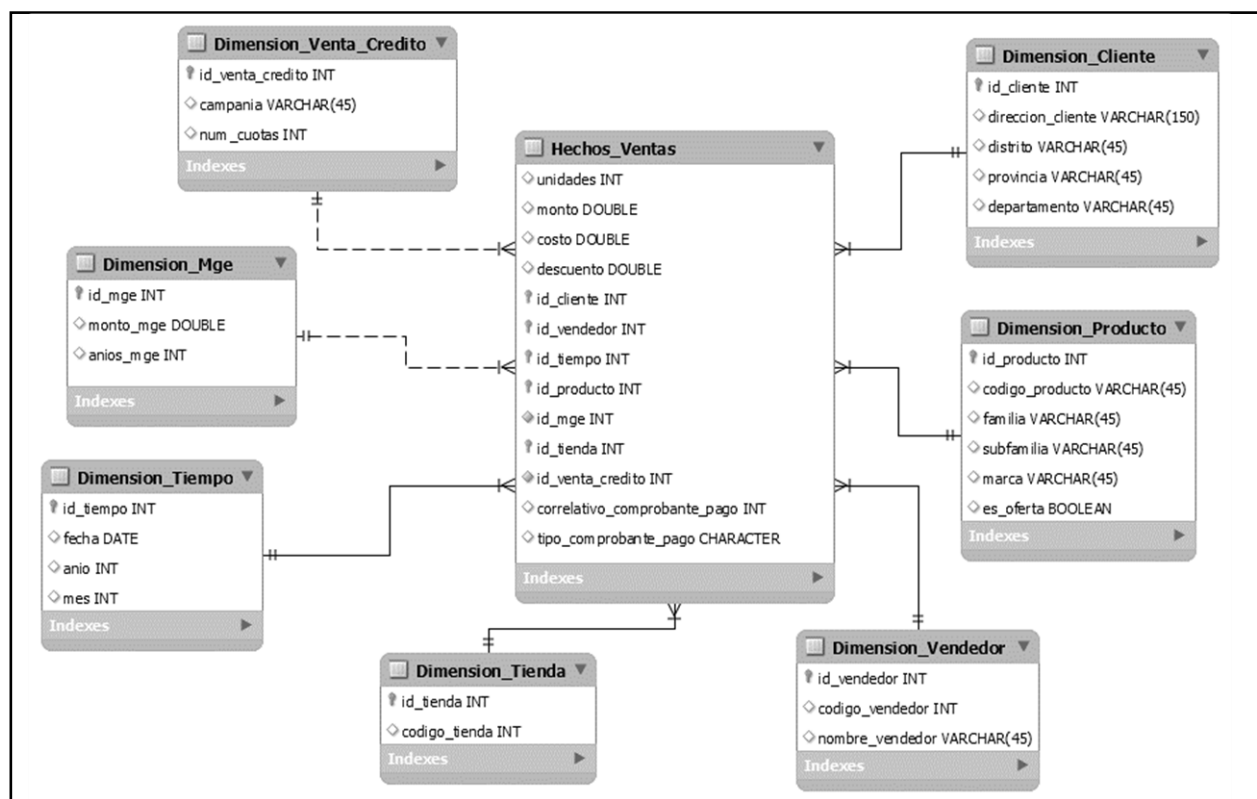 Dimension_Venta_Credito
id_venta_credito INT
campania VARCHAR(45)
num_cuotas INT
Indexes
Dimension_Mge
id_mge INT
monto_mge DOUBLE
anios_mge INT
Indexes
Dimension_Tiempo
id_tiempo INT
fecha DATE
anio INT
mes INT
Indexes
Hechos_Ventas
unidades INT
monto DOUBLE
costo DOUBLE
descuento DOUBLE
id_cliente INT
id_vendedor INT
id_tiempo INT
id_producto INT
id_mge INT
id_tienda INT
id_venta_credito INT
correlativo_comprobante_pago INT
tipo_comprobante_pago CHARACTER
Indexes
Dimension_Tienda
id_tienda INT
codigo_tienda INT
Indexes
Dimension_Cliente
id_cliente INT
direccion_cliente VARCHAR(150)
distrito VARCHAR(45)
provincia VARCHAR(45)
departamento VARCHAR(45)
Indexes
Dimension_Producto
id_producto INT
codigo_producto VARCHAR(45)
familia VARCHAR(45)
subfamilia VARCHAR(45)
marca VARCHAR(45)
es_oferta BOOLEAN
Indexes
Dimension_Vendedor
id_vendedor INT
codigo_vendedor INT
nombre_vendedor VARCHAR(45)
Indexes